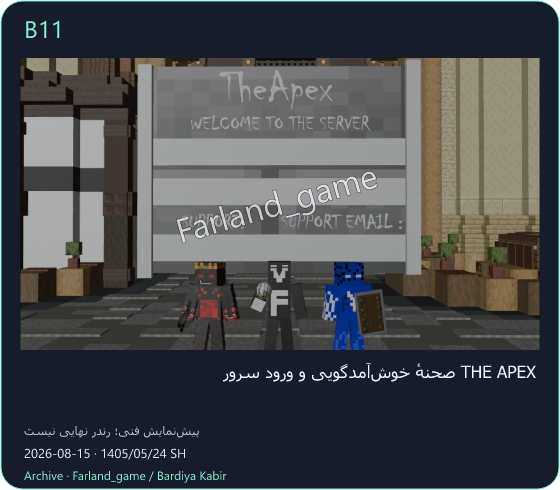 B11
TheApex
WELCOME TO THE SERVER
Farland_game
SUPPORT SUPPORT EMAIL :
V
F
THE APEX صحنهٔ خوش‌آمدگویی و ورود سرور
پیش‌نمایش فنی؛ رندر نهایی نیست
2026-08-15 · 1405/05/24 SH
Archive · Farland_game / Bardiya Kabir